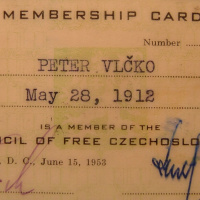 MEMBERSHIP CARD
Number
PETER VLČKO
May 28, 1912
IS A MEMBER OF THE
CIL OF FREE CZECHOSLO
D. C., June 15, 1953